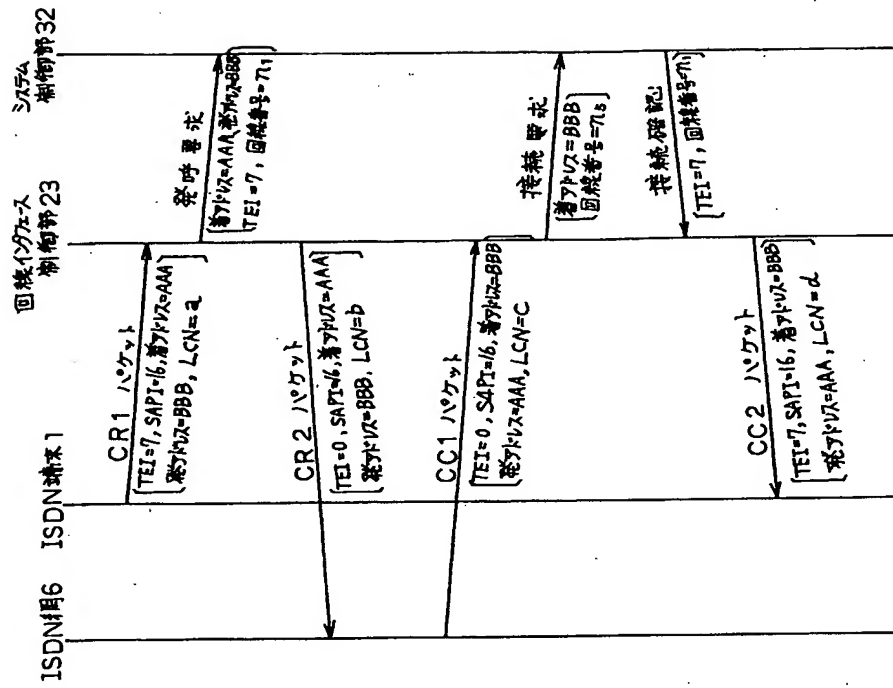 ISDN網6
ISDN端末1
回線インタフェース
制御部23
システム
制御部32
CR1 パケット
TEI=7, SAPI=16, 着アドレス=AAA
発アドレス=BBB, LCN=a
発呼要求
着アドレス=AAA 発アドレス=BBB
TEI=7, 回線番号=n1
CR2 パケット
TEI=0, SAPI=16, 着アドレス=AAA
発アドレス=BBB, LCN=b
CC1 パケット
TEI=0, SAPI=16, 着アドレス=BBB
発アドレス=AAA, LCN=C
接続要求
着アドレス=BBB
回線番号=n5
接続確認
TEI=7, 回線番号=n1
CC2 パケット
TEI=7, SAPI=16, 着アドレス=BBB
発アドレス=AAA, LCN=d